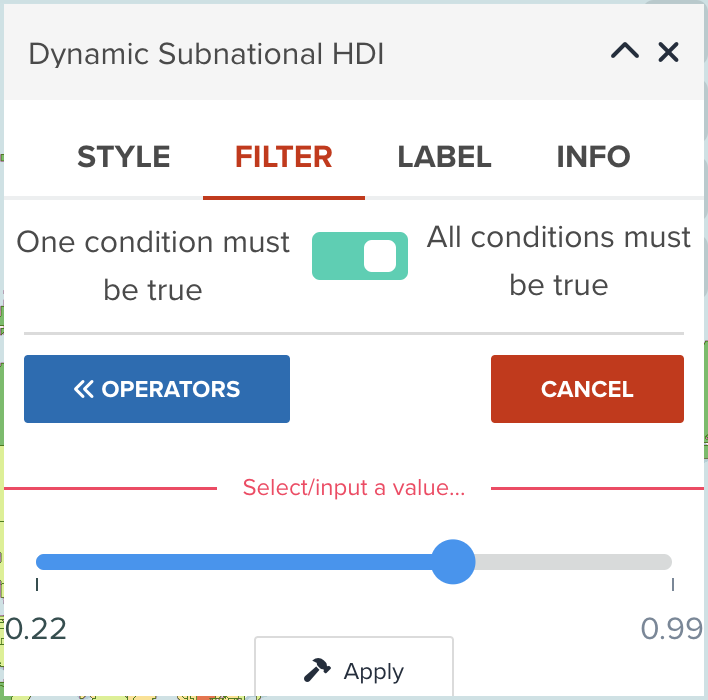 Dynamic Subnational HDI
STYLE FILTER LABEL INFO
One condition must
be true
All conditions must
be true
OPERATORS CANCEL
Select/input a value...
0.22 0.99
Apply